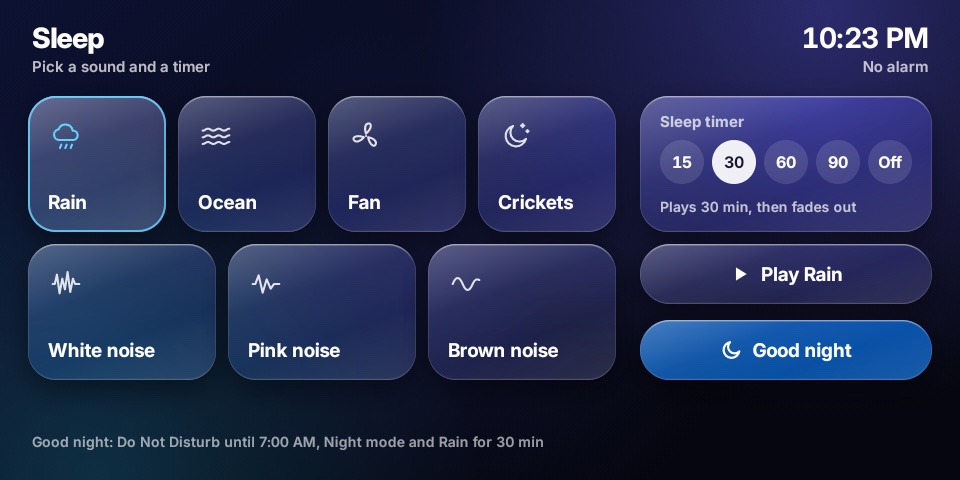 Sleep
10:23 PM
Pick a sound and a timer
No alarm
Rain
Ocean
Fan
Crickets
Sleep timer
15 30 60 90 Off
Plays 30 min, then fades out
White noise
Pink noise
Brown noise
Play Rain
Good night
Good night: Do Not Disturb until 7:00 AM, Night mode and Rain for 30 min